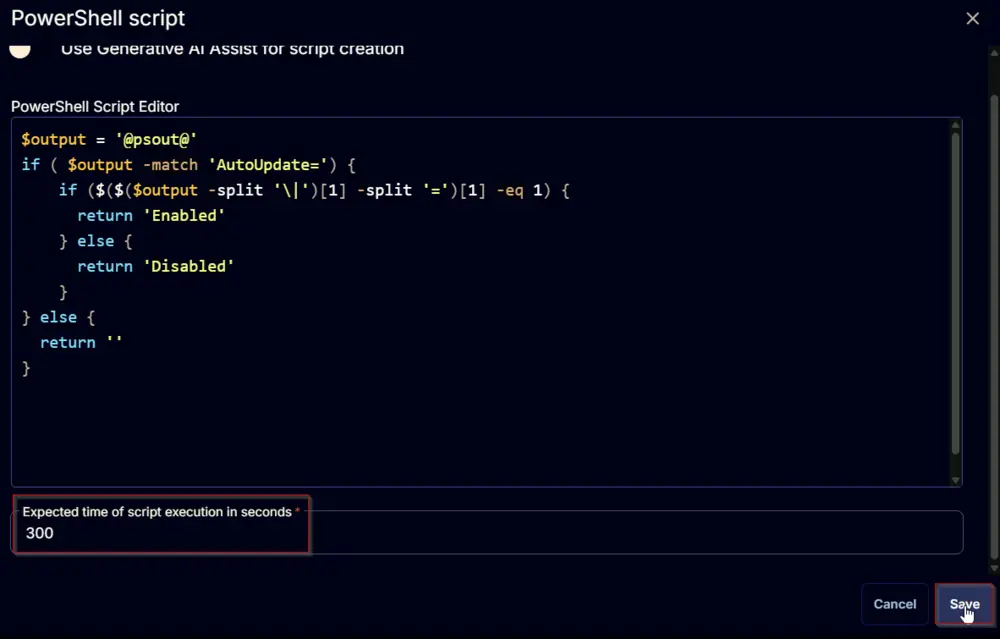 PowerShell script
Use Generative AI Assist for script creation
PowerShell Script Editor
$output = '@psout@'
if ( $output -match 'AutoUpdate=') {
    if ($($($output -split '\|')[1] -split '=')[1] -eq 1) {
      return 'Enabled'
    } else {
      return 'Disabled'
    }
} else {
  return ''
}
Expected time of script execution in seconds *
300
Cancel
Save